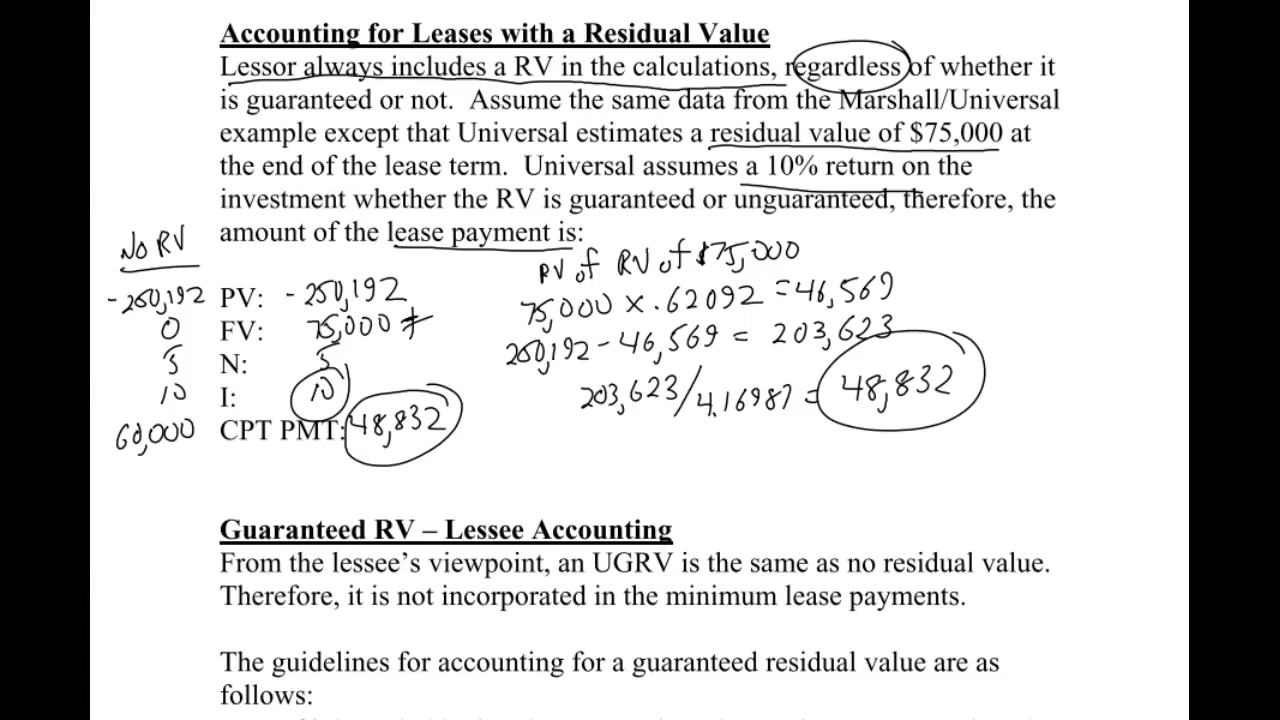 Accounting for Leases with a Residual Value
Lessor always includes a RV in the calculations, regardless of whether it
is guaranteed or not. Assume the same data from the Marshall/Universal
example except that Universal estimates a residual value of $75,000 at
the end of the lease term. Universal assumes a 10% return on the
investment whether the RV is guaranteed or unguaranteed, therefore, the
amount of the lease payment is:
No RV
PV of RV of $75,000
-250,192 PV: -250,192
75,000 x .62092 = 46,569
0 FV: 75,000
250,192 - 46,569 = 203,623
5 N: 5
10 I: 10
203,623/4.16987 = 48,832
60,000 CPT PMT: 48,832
Guaranteed RV – Lessee Accounting
From the lessee's viewpoint, an UGRV is the same as no residual value.
Therefore, it is not incorporated in the minimum lease payments.
The guidelines for accounting for a guaranteed residual value are as
follows: